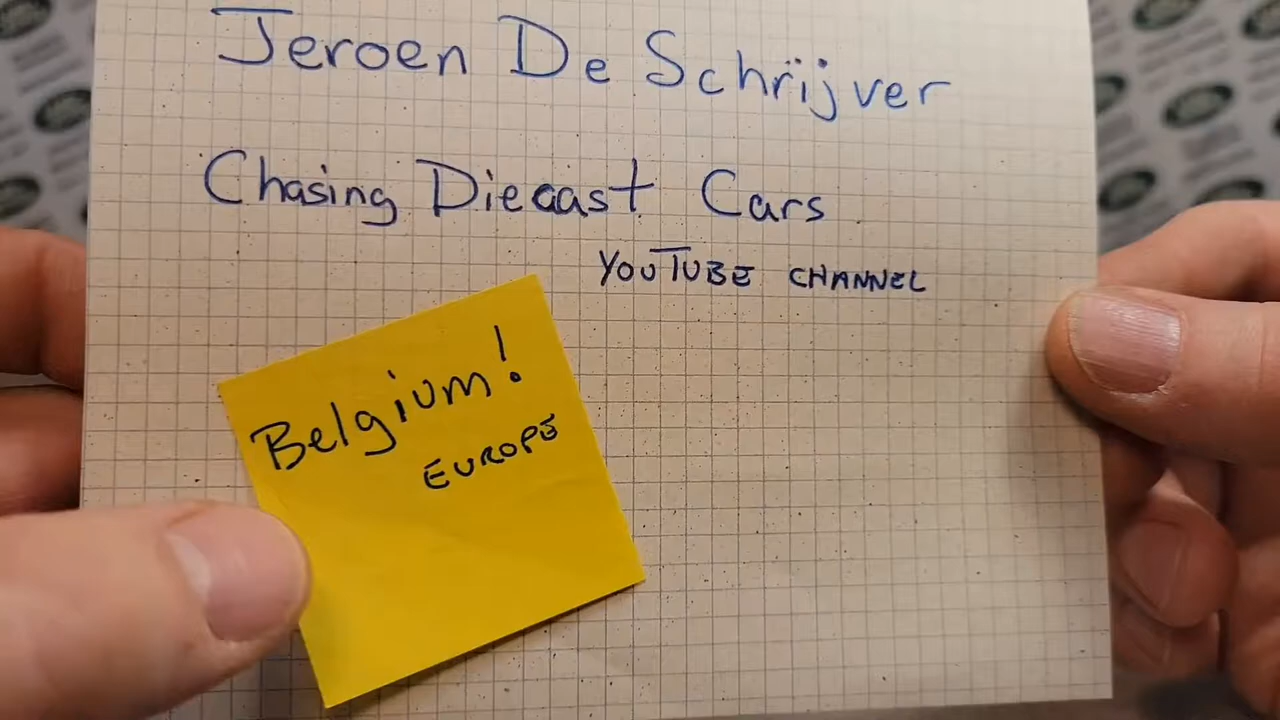 Jeroen De Schrijver
Chasing Diecast Cars
YOUTUBE CHANNEL
Belgium!
EUROPE